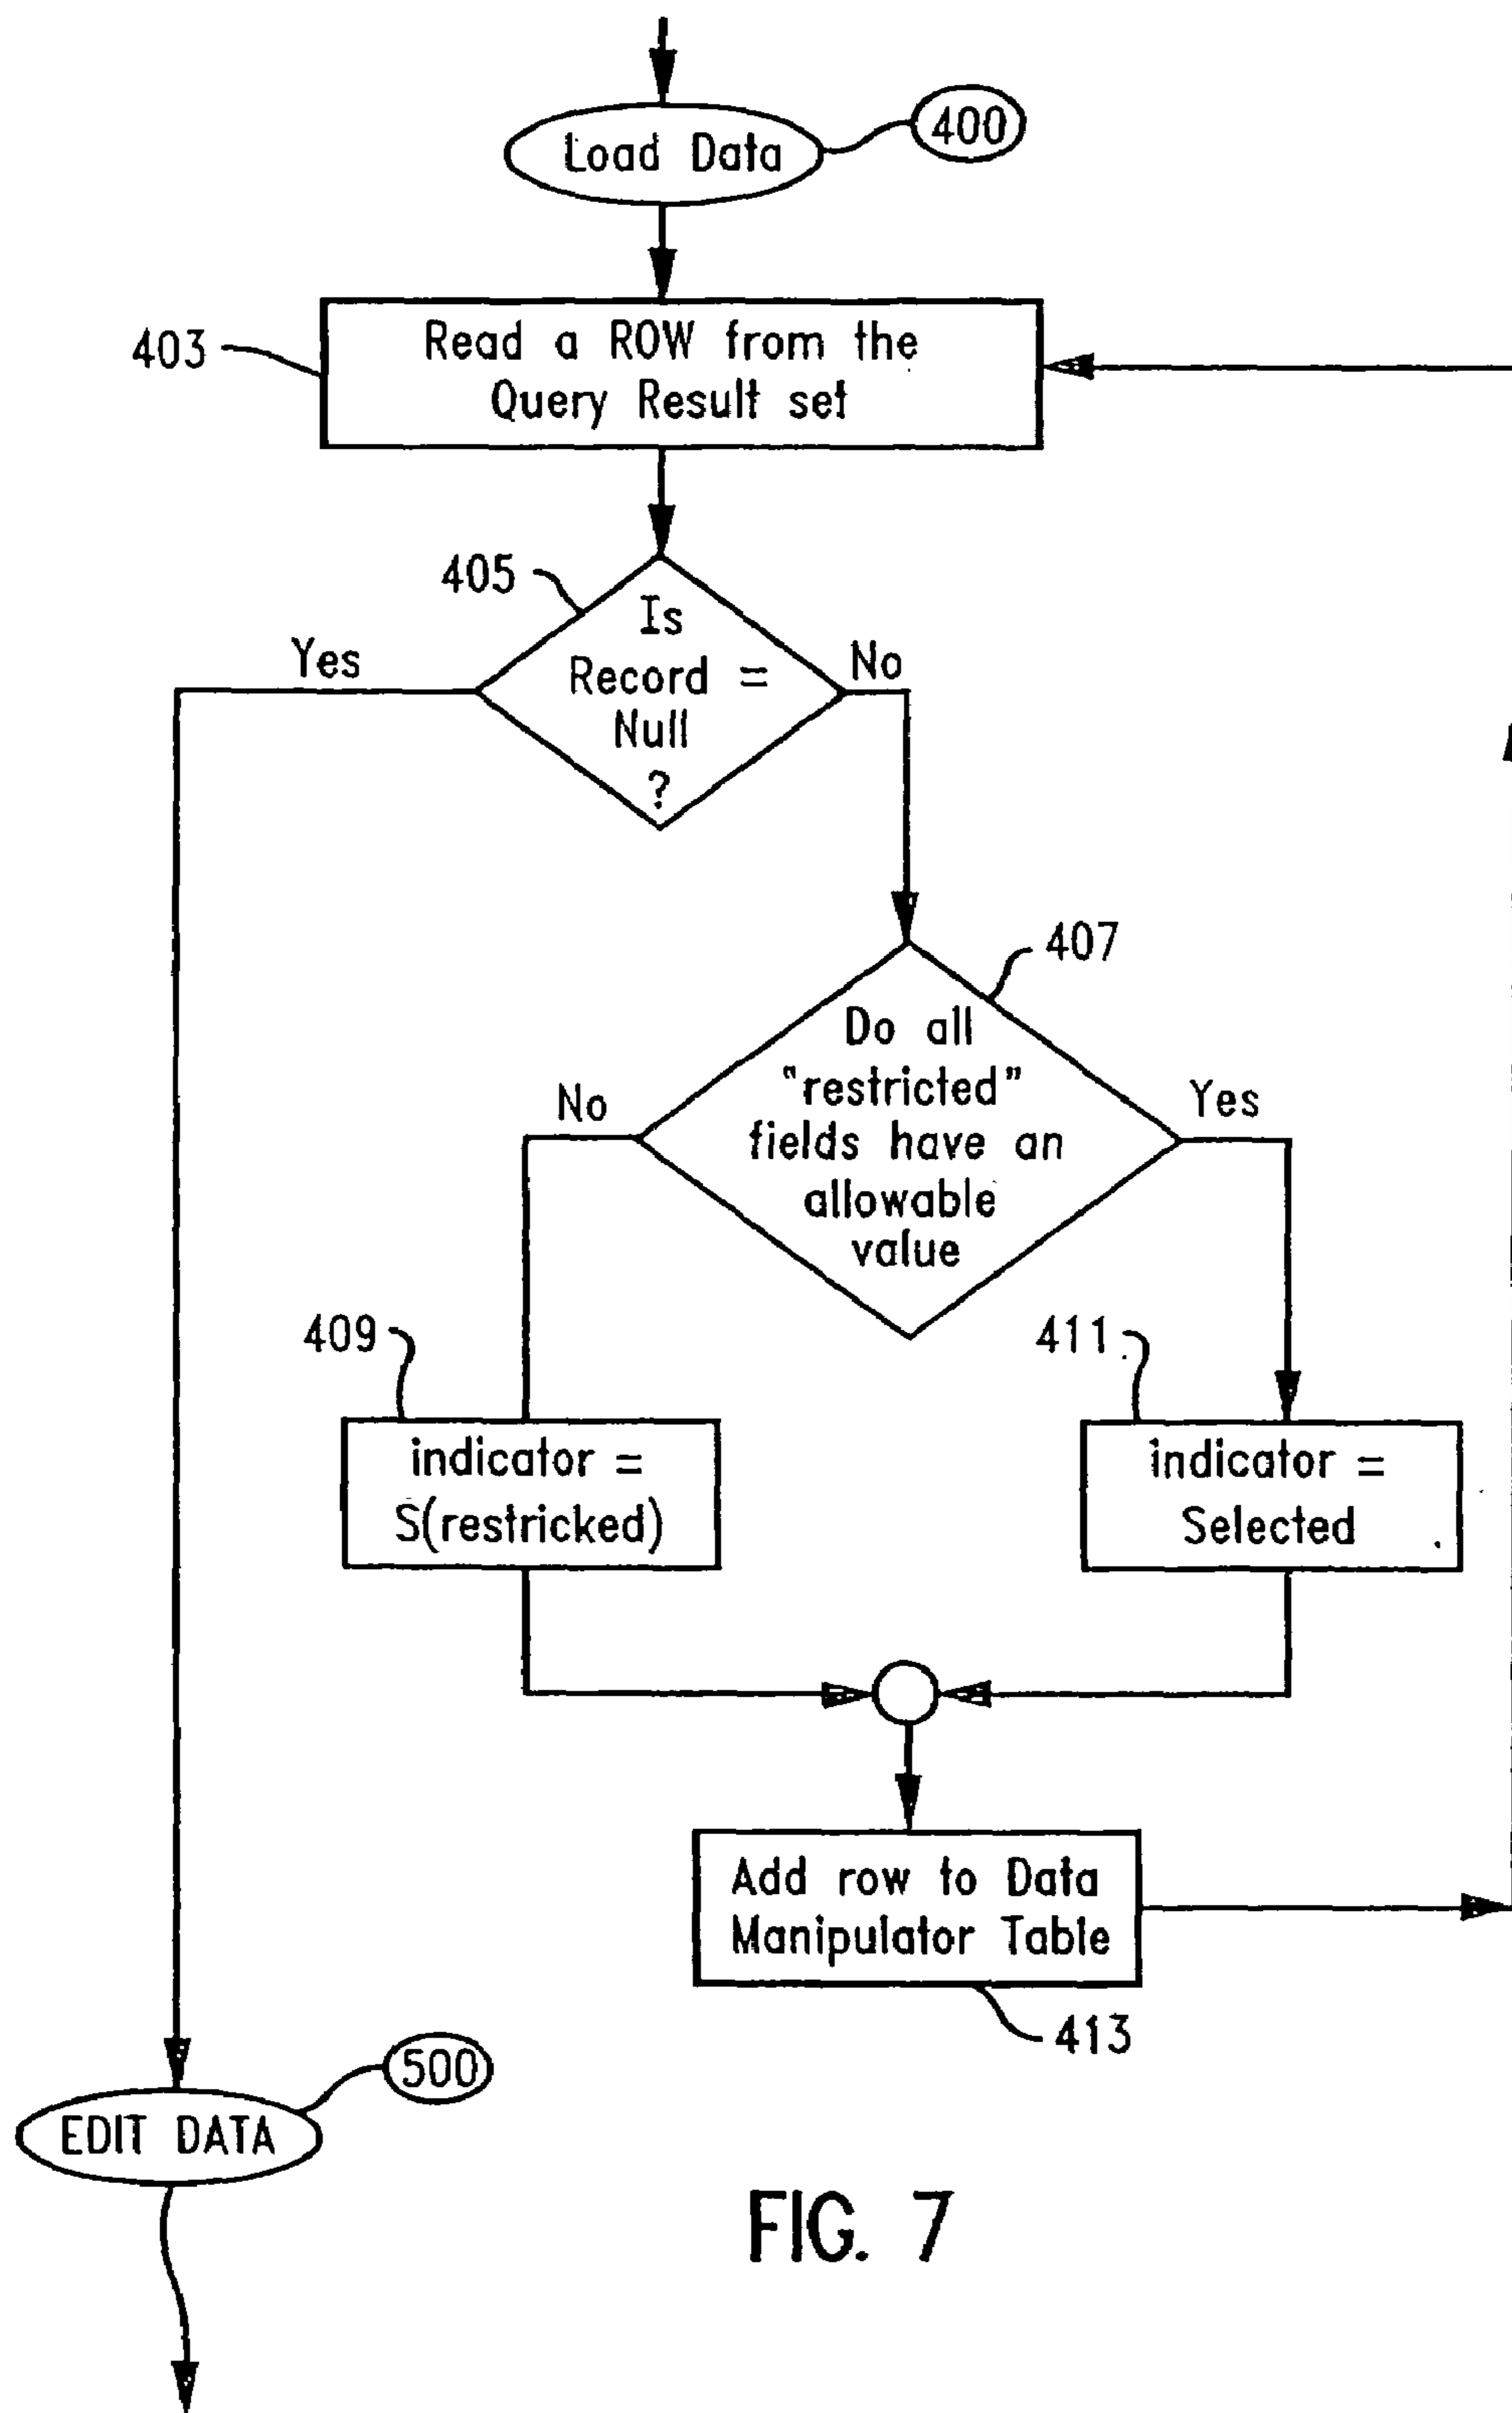 Load Data
400
403
Read a ROW from the
Query Result set
405
Is
Record =
Null
?
Yes
No
407
Do all
"restricted"
fields have an
allowable
value
No
Yes
409
indicator =
S(restricked)
411
indicator =
Selected
Add row to Data
Manipulator Table
413
500
EDIT DATA
FIG. 7